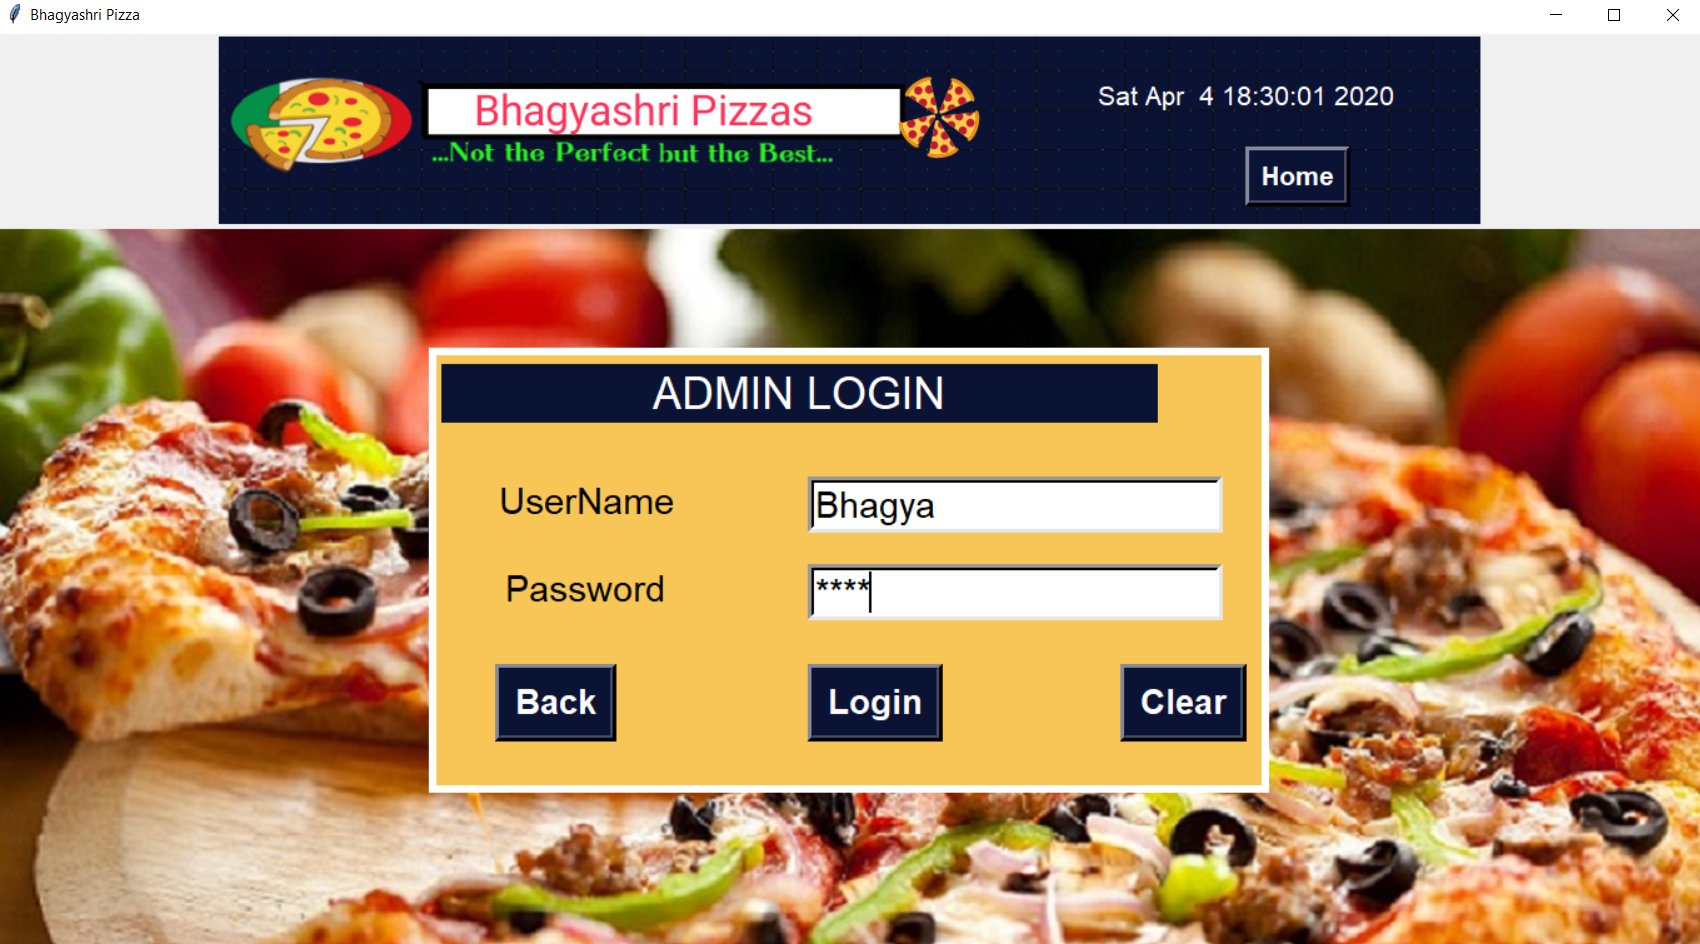 Bhagyashri Pizza
Bhagyashri Pizzas
...Not the Perfect but the Best...
Sat Apr  4 18:30:01 2020
Home
ADMIN LOGIN
UserName
Bhagya
Password
****
Back
Login
Clear